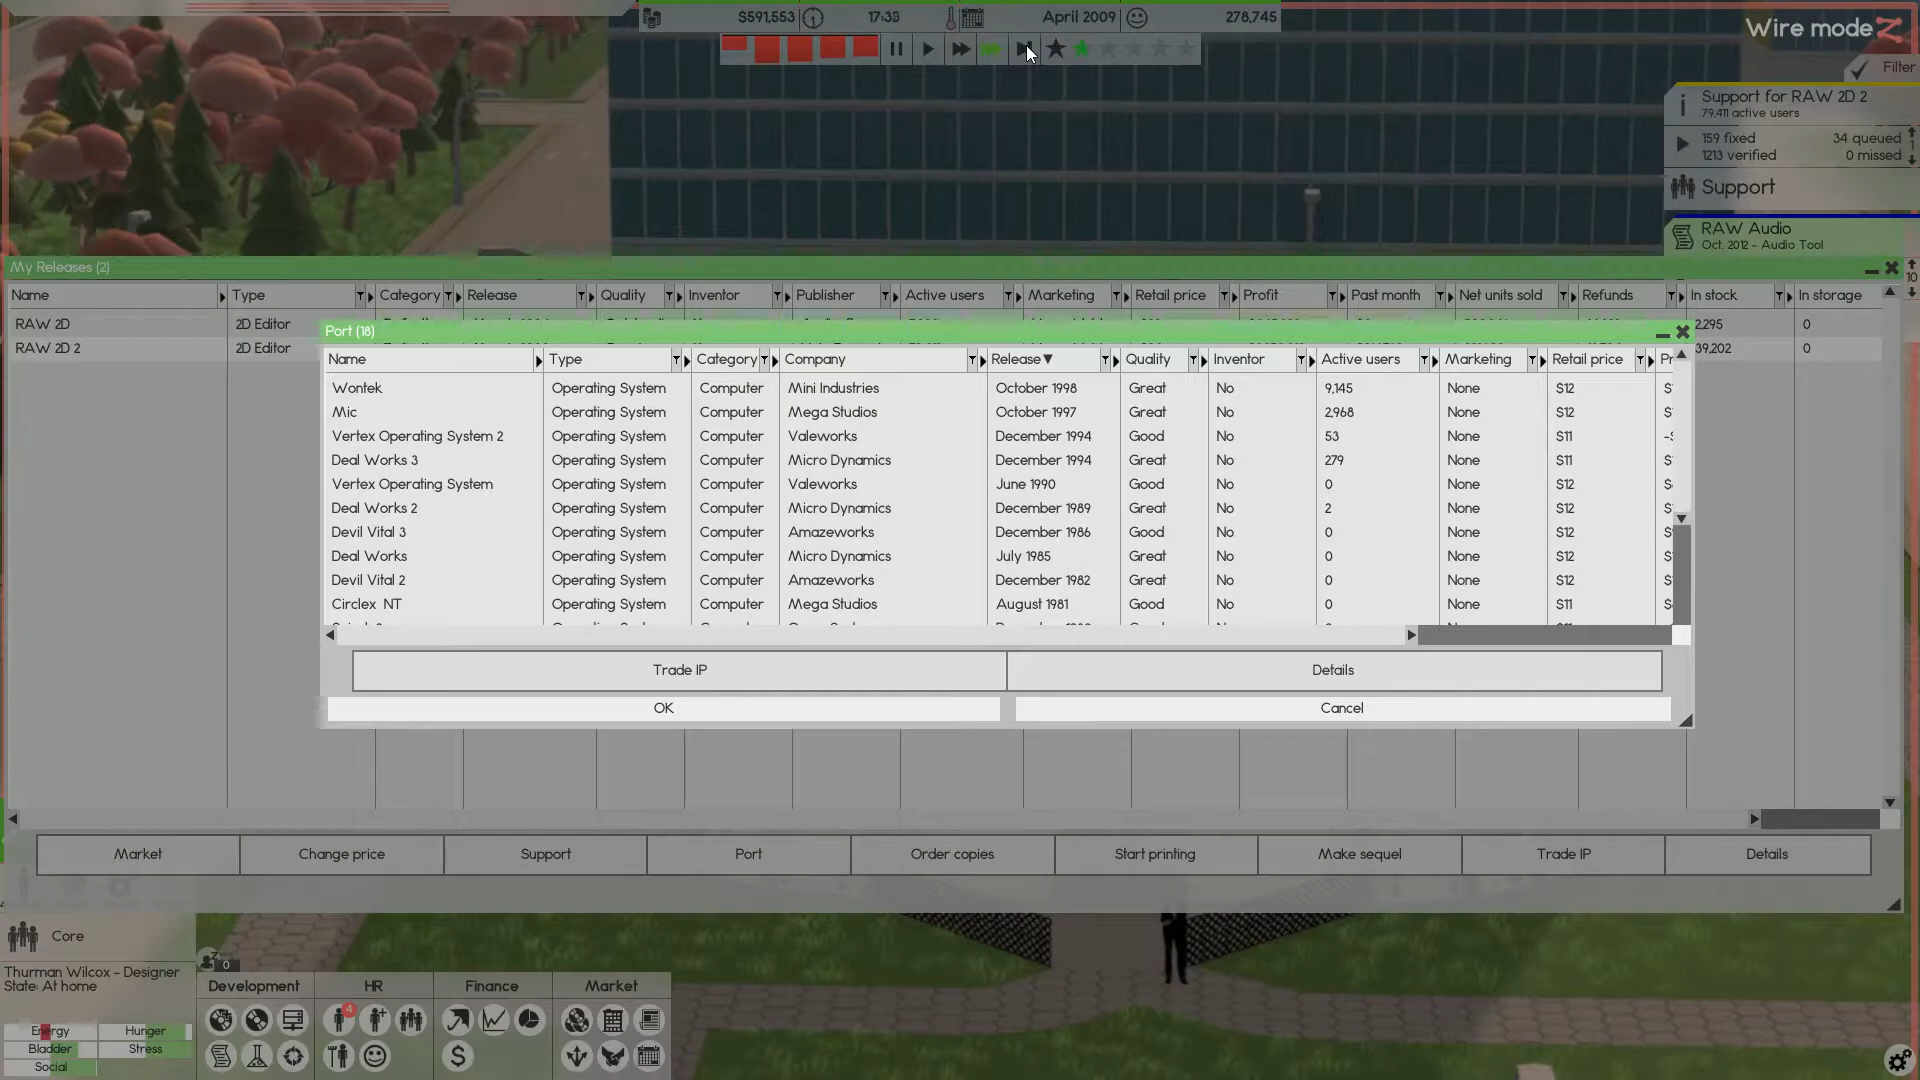 $591,553 17:33 April 2009 278,745
Wire mode
Filter
Support for RAW 2D 2
79,411 active users
159 fixed 34 queued
1213 verified 0 missed
1
Support
RAW Audio
Oct. 2012 - Audio Tool
10
My Releases (2)
Name Type Category Release Quality Inventor Publisher Active users Marketing Retail price Profit Past month Net units sold Refunds In stock In storage
RAW 2D 2D Editor 2,295 0
RAW 2D 2 2D Editor 39,202 0
Port (18)
Name Type Category Company Release Quality Inventor Active users Marketing Retail price Pr
Wontek Operating System Computer Mini Industries October 1998 Great No 9,145 None $12 $
Mic Operating System Computer Mega Studios October 1997 Great No 2,968 None $12 $
Vertex Operating System 2 Operating System Computer Valeworks December 1994 Good No 53 None $11 -$
Deal Works 3 Operating System Computer Micro Dynamics December 1994 Great No 279 None $11 $
Vertex Operating System Operating System Computer Valeworks June 1990 Good No 0 None $12 $
Deal Works 2 Operating System Computer Micro Dynamics December 1989 Great No 2 None $12 $
Devil Vital 3 Operating System Computer Amazeworks December 1986 Good No 0 None $12 $
Deal Works Operating System Computer Micro Dynamics July 1985 Great No 0 None $12 $
Devil Vital 2 Operating System Computer Amazeworks December 1982 Great No 0 None $12 $
Circlex NT Operating System Computer Mega Studios August 1981 Good No 0 None $11 $
Trade IP Details
OK Cancel
Market Change price Support Port Order copies Start printing Make sequel Trade IP Details
Core
Thurman Wilcox - Designer
State: At home
Energy Hunger
Bladder Stress
Social
0
Development HR Finance Market
4